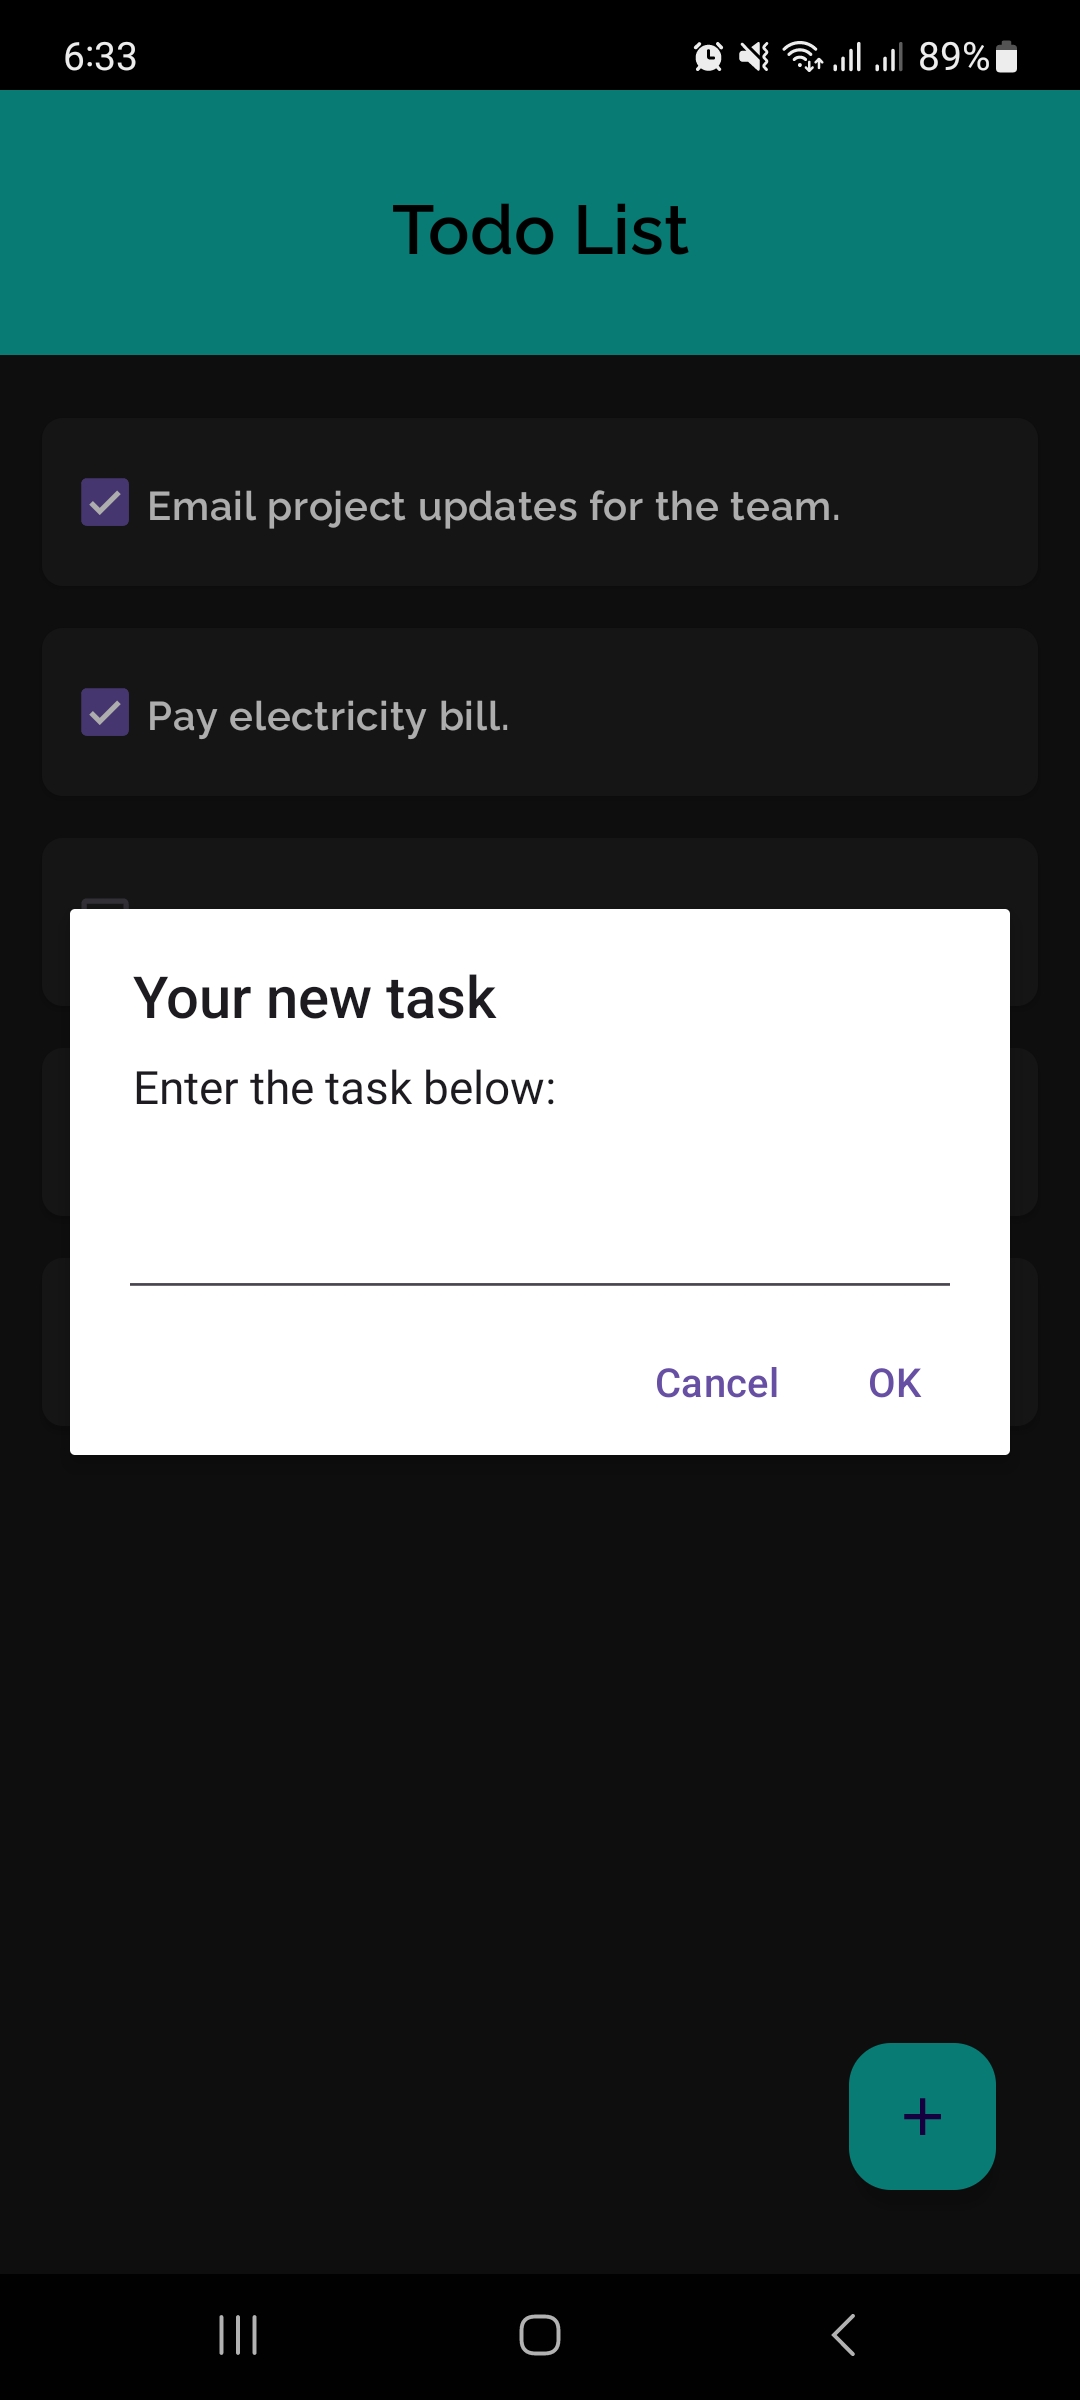 6:33
89%
Todo List
Email project updates for the team.
Pay electricity bill.
Your new task
Enter the task below:
Cancel OK